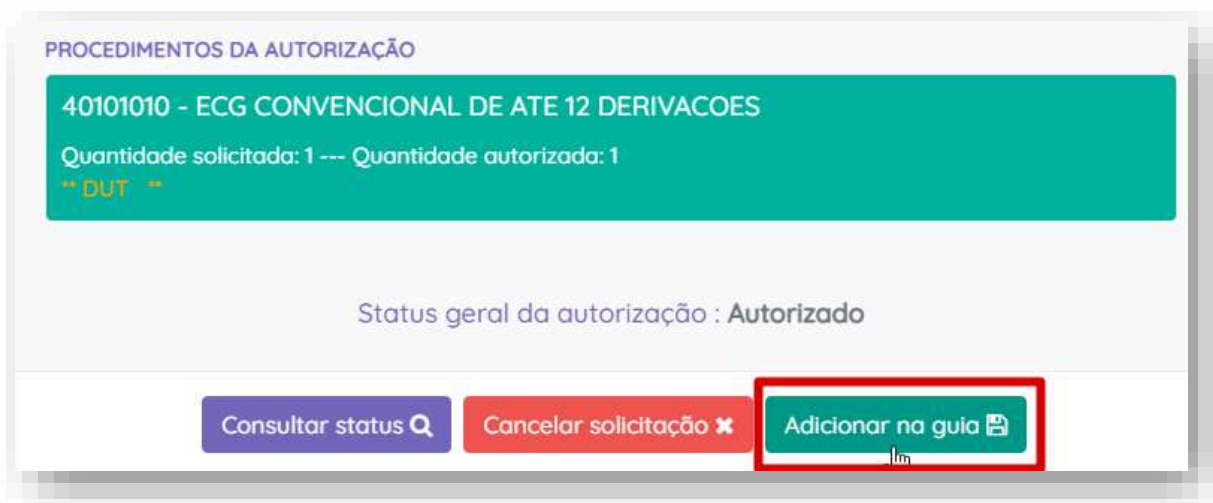 PROCEDIMENTOS DA AUTORIZAÇÃO
40101010 - ECG CONVENCIONAL DE ATE 12 DERIVACOES
Quantidade solicitada: 1 --- Quantidade autorizada: 1
** DUT **
Status geral da autorização : Autorizado
Consultar status
Cancelar solicitação
Adicionar na guia